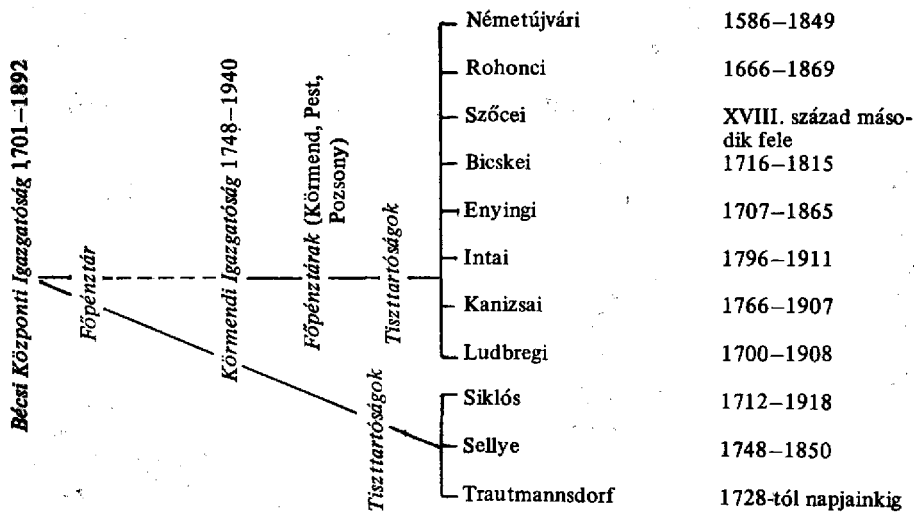 Bécsi Központi Igazgatóság 1701–1892
Főpénztár
Körmendi Igazgatóság 1748–1940
Főpénztárak (Körmend, Pest,
Pozsony)
Tiszttartóságok
Németújvári 1586–1849
Rohonci 1666–1869
Szőcei XVIII. század máso-
dik fele
Bicskei 1716–1815
Enyingi 1707–1865
Intai 1796–1911
Kanizsai 1766–1907
Ludbregi 1700–1908
Tiszttartóságok
Siklós 1712–1918
Sellye 1748–1850
Trautmannsdorf 1728-tól napjainkig